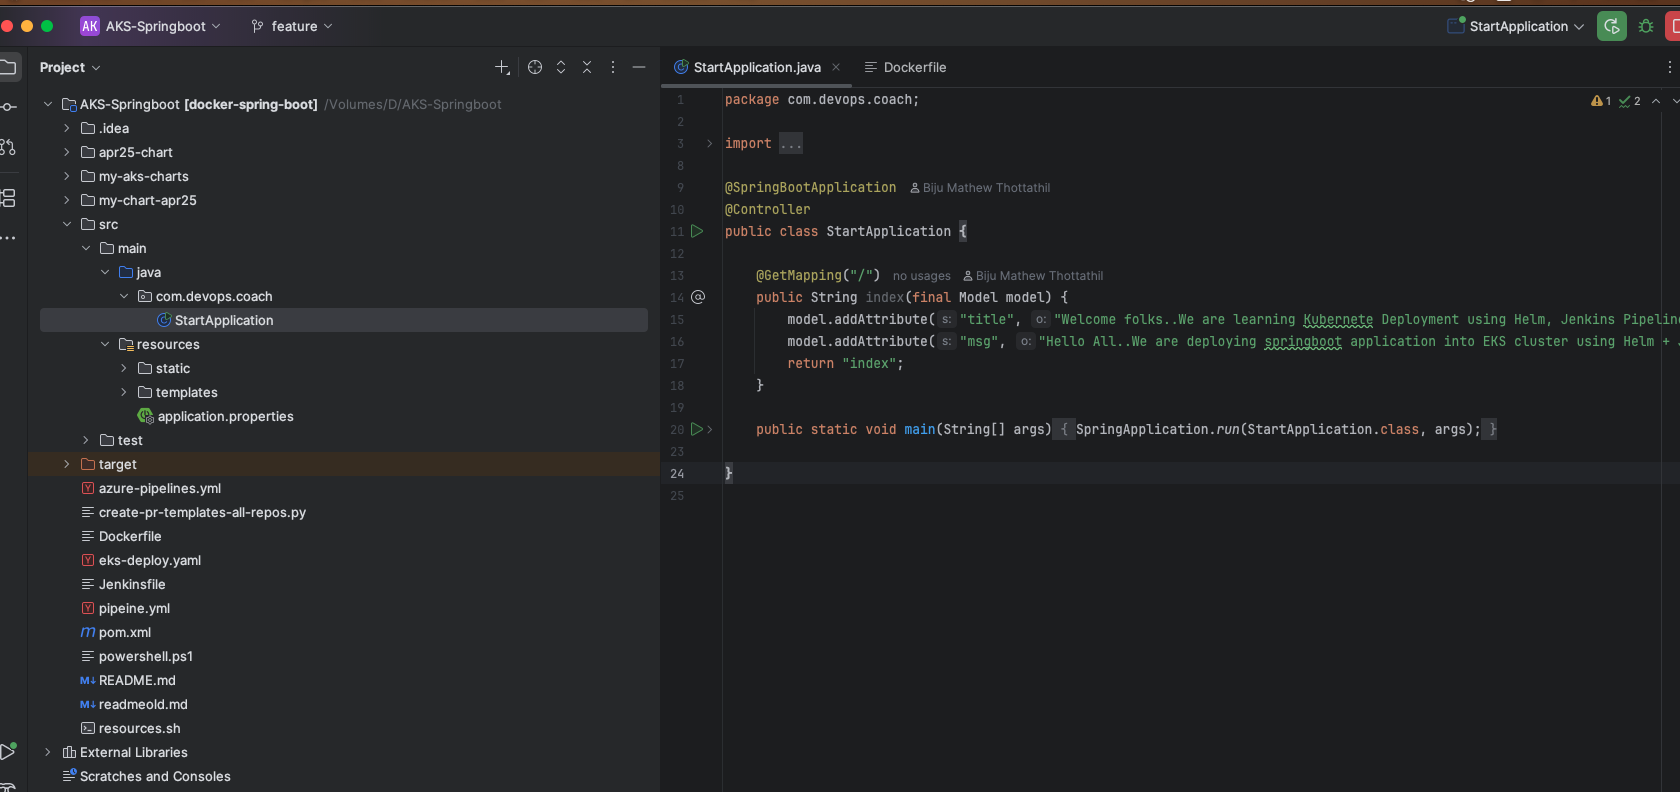 AK AKS-Springboot feature StartApplication
Project
StartApplication.java Dockerfile
AKS-Springboot [docker-spring-boot] /Volumes/D/AKS-Springboot
.idea
apr25-chart
my-aks-charts
my-chart-apr25
src
main
java
com.devops.coach
StartApplication
resources
static
templates
application.properties
test
target
azure-pipelines.yml
create-pr-templates-all-repos.py
Dockerfile
eks-deploy.yaml
Jenkinsfile
pipeine.yml
pom.xml
powershell.ps1
README.md
readmeold.md
resources.sh
External Libraries
Scratches and Consoles
1 package com.devops.coach;
1 2
2
3 import ...
8
9 @SpringBootApplication Biju Mathew Thottathil
10 @Controller
11 public class StartApplication {
12
13 @GetMapping("/") no usages Biju Mathew Thottathil
14 public String index(final Model model) {
15 model.addAttribute( s: "title", o: "Welcome folks..We are learning Kubernete Deployment using Helm, Jenkins Pipelin
16 model.addAttribute( s: "msg", o: "Hello All..We are deploying springboot application into EKS cluster using Helm +
17 return "index";
18 }
19
20 public static void main(String[] args) { SpringApplication.run(StartApplication.class, args); }
23
24 }
25